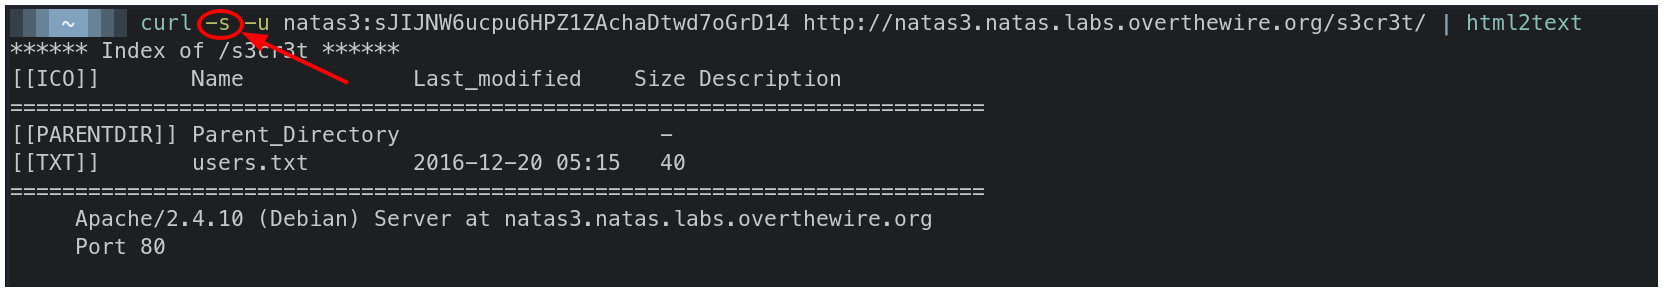 ~ curl -s -u natas3:sJIJNW6ucpu6HPZ1ZAchaDtwd7oGrD14 http://natas3.natas.labs.overthewire.org/s3cr3t/ | html2text
****** Index of /s3cr3t ******
[[ICO]] Name Last_modified Size Description
===========================================================================
[[PARENTDIR]] Parent_Directory -
[[TXT]] users.txt 2016-12-20 05:15 40
===========================================================================
Apache/2.4.10 (Debian) Server at natas3.natas.labs.overthewire.org
Port 80